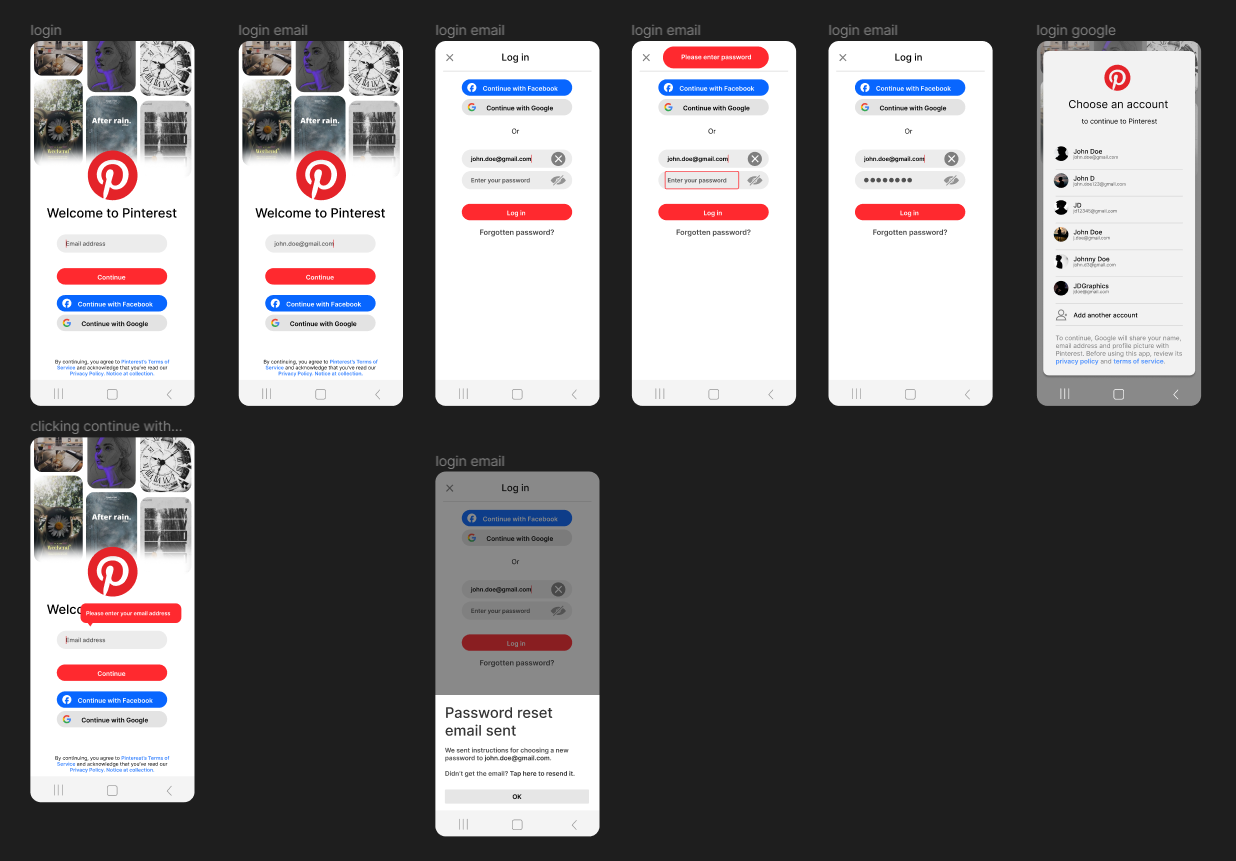 login
After rain.
Weekend
Welcome to Pinterest
Email address
Continue
Continue with Facebook
Continue with Google
By continuing, you agree to Pinterest's Terms of
Service and acknowledge that you've read our
Privacy Policy. Notice at collection.
login email
After rain.
Weekend
Welcome to Pinterest
john.doe@gmail.com
Continue
Continue with Facebook
Continue with Google
By continuing, you agree to Pinterest's Terms of
Service and acknowledge that you've read our
Privacy Policy. Notice at collection.
login email
Log in
Continue with Facebook
Continue with Google
Or
john.doe@gmail.com
Enter your password
Log in
Forgotten password?
login email
Please enter password
Continue with Facebook
Continue with Google
Or
john.doe@gmail.com
Enter your password
Log in
Forgotten password?
login email
Log in
Continue with Facebook
Continue with Google
Or
john.doe@gmail.com
Log in
Forgotten password?
login google
Choose an account
to continue to Pinterest
John Doe
john.doe@gmail.com
John D
john.doe123@gmail.com
JD
jd12345@gmail.com
John Doe
j.doe@gmail.com
Johnny Doe
john.d3@gmail.com
JDGraphics
jdoe@gmail.com
Add another account
To continue, Google will share your name,
email address and profile picture with
Pinterest. Before using this app, review its
privacy policy and terms of service.
clicking continue with...
After rain.
Weekend
Welco
Please enter your email address
Email address
Continue
Continue with Facebook
Continue with Google
By continuing, you agree to Pinterest's Terms of
Service and acknowledge that you've read our
Privacy Policy. Notice at collection.
login email
Log in
Continue with Facebook
Continue with Google
Or
john.doe@gmail.com
Enter your password
Log in
Forgotten password?
Password reset
email sent
We sent instructions for choosing a new
password to john.doe@gmail.com.
Didn't get the email? Tap here to resend it.
OK